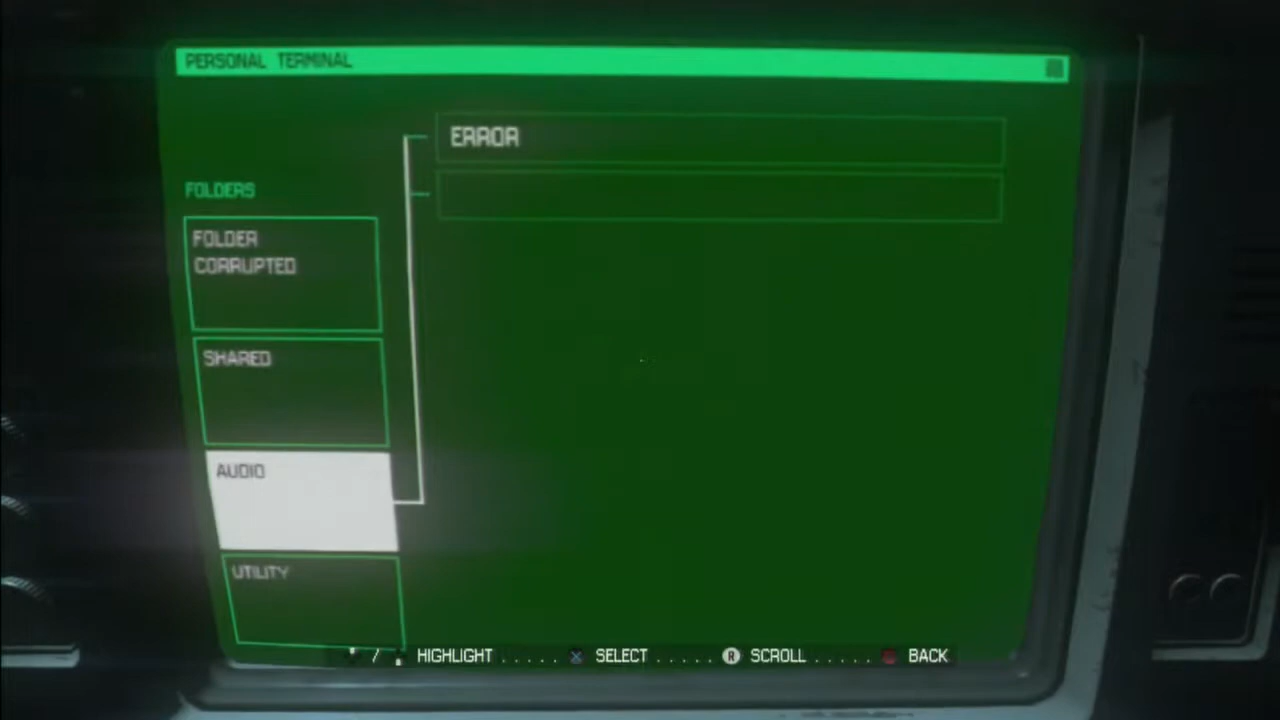 PERSONAL TERMINAL
ERROR
FOLDERS
FOLDER
CORRUPTED
SHARED
AUDIO
UTILITY
/ HIGHLIGHT ..... SELECT ..... R SCROLL ..... BACK